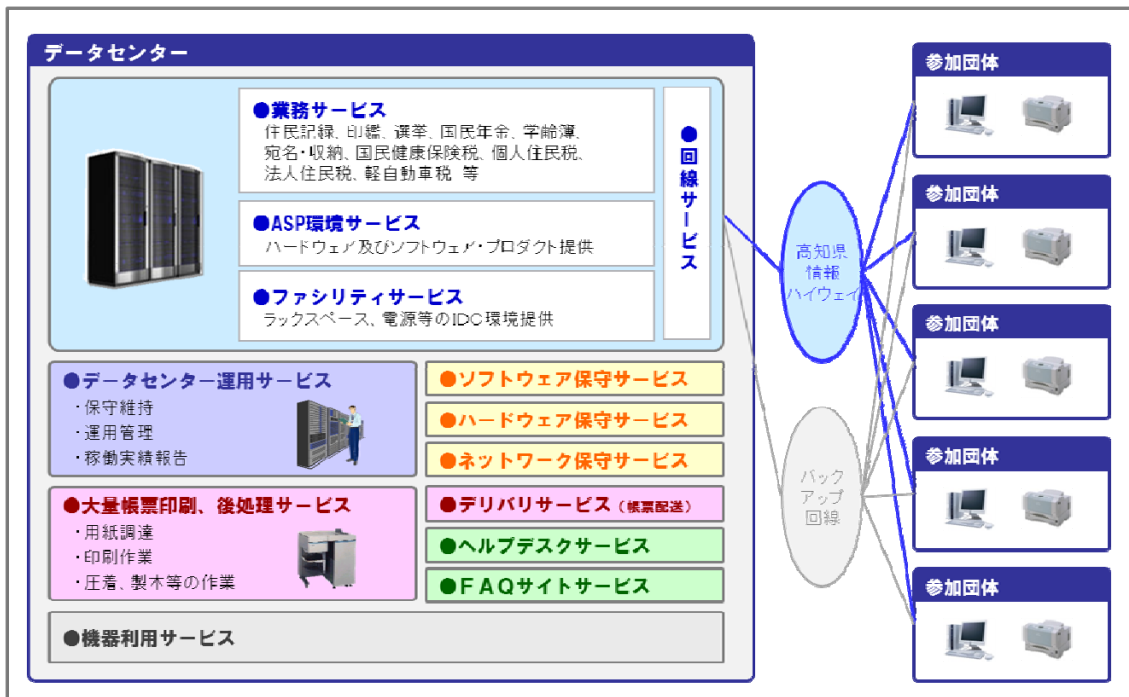 データセンター
●業務サービス
住民記録、印鑑、選挙、国民年金、学齢簿、
宛名・収納、国民健康保険税、個人住民税、
法人住民税、軽自動車税 等
●ASP環境サービス
ハードウェア及びソフトウェア・プロダクト提供
●ファシリティサービス
ラックスペース、電源等のIDC環境提供
●回線サービス
●データセンター運用サービス
・保守維持
・運用管理
・稼働実績報告
●ソフトウェア保守サービス
●ハードウェア保守サービス
●ネットワーク保守サービス
●大量帳票印刷、後処理サービス
・用紙調達
・印刷作業
・圧着、製本等の作業
●デリバリサービス（帳票配送）
●ヘルプデスクサービス
●ＦＡＱサイトサービス
●機器利用サービス
高知県
情報
ハイウェイ
バック
アップ
回線
参加団体
参加団体
参加団体
参加団体
参加団体